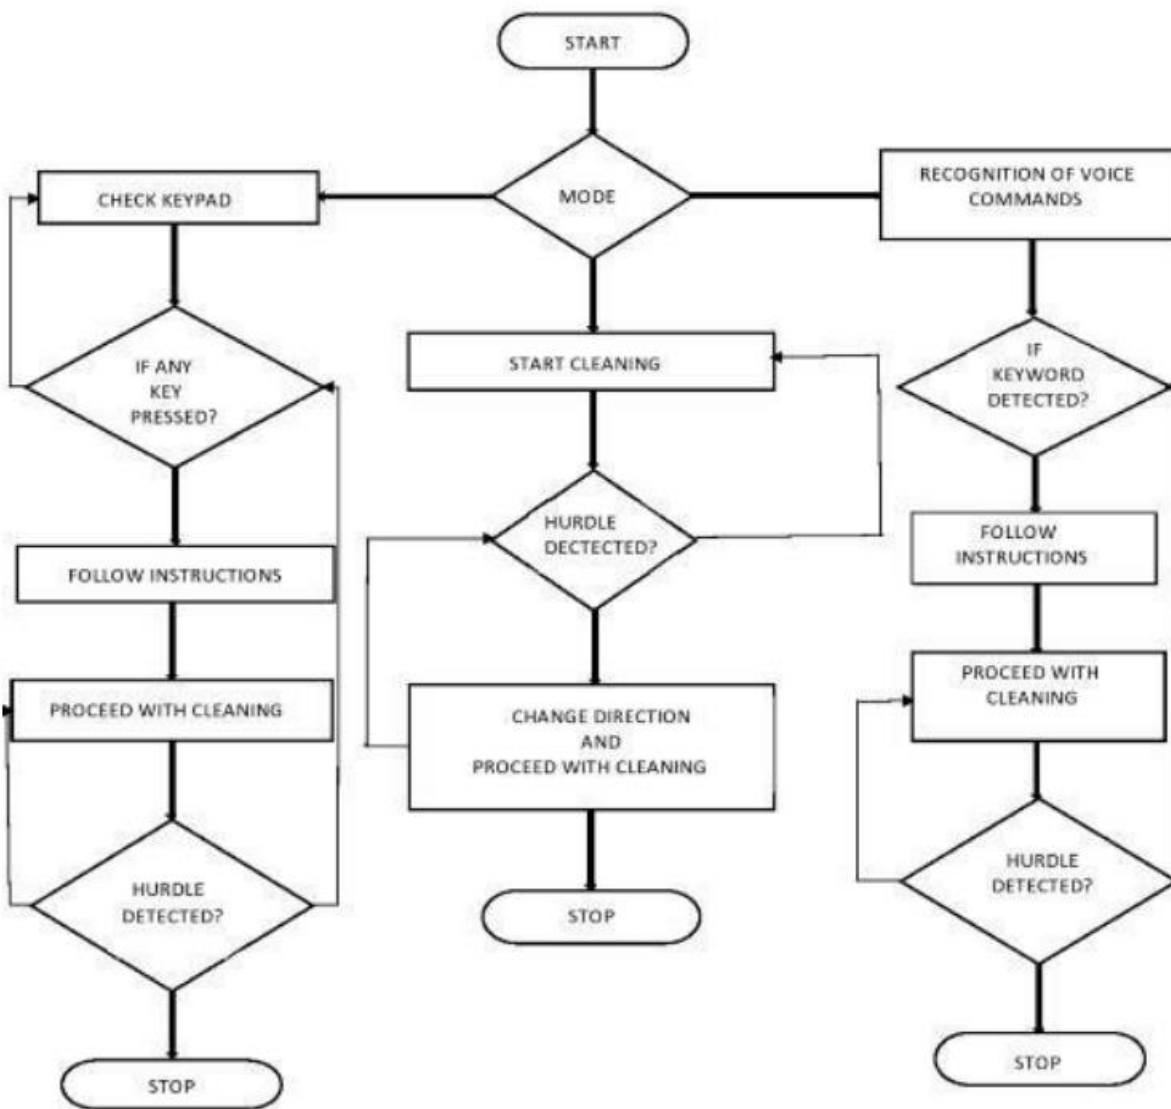 START
MODE
CHECK KEYPAD
IF ANY
KEY
PRESSED?
FOLLOW INSTRUCTIONS
PROCEED WITH CLEANING
HURDLE
DETECTED?
STOP
START CLEANING
HURDLE
DECTECTED?
CHANGE DIRECTION
AND
PROCEED WITH CLEANING
STOP
RECOGNITION OF VOICE
COMMANDS
IF
KEYWORD
DETECTED?
FOLLOW
INSTRUCTIONS
PROCEED WITH
CLEANING
HURDLE
DETECTED?
STOP